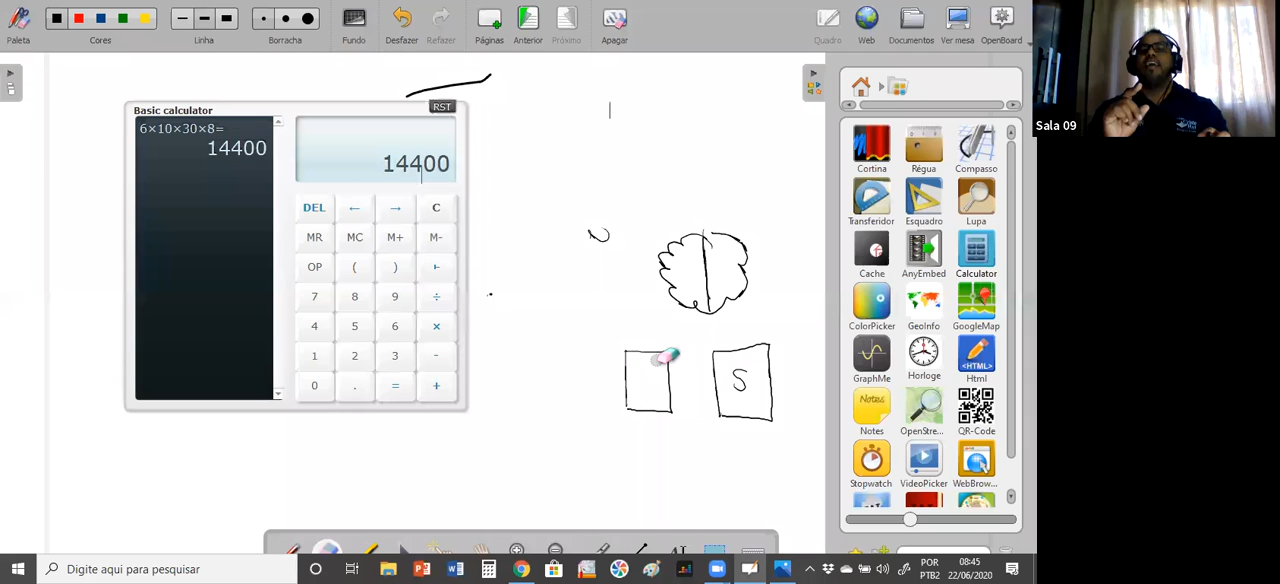 Paleta
Cores
Linha
Borracha
Fundo
Desfazer
Refazer
Páginas
Anterior
Próximo
Apagar
Quadro
Web
Documentos
Ver mesa
OpenBoard
Sala 09
Basic calculator
RST
6×10×30×8=
14400
14400
DEL ← → C
MR MC M+ M-
OP ( )
7 8 9 ÷
4 5 6 ×
1 2 3 -
0 . = +
S
Cortina
Régua
Compasso
Transferidor
Esquadro
Lupa
Cache
AnyEmbed
Calculator
ColorPicker
GeoInfo
GoogleMap
GraphMe
Horloge
<HTML>
Html
Notes
Notes
OpenStre...
QR-Code
Stopwatch
VideoPicker
WebBrow...
Digite aqui para pesquisar
POR
PTB2
08:45
22/06/2020